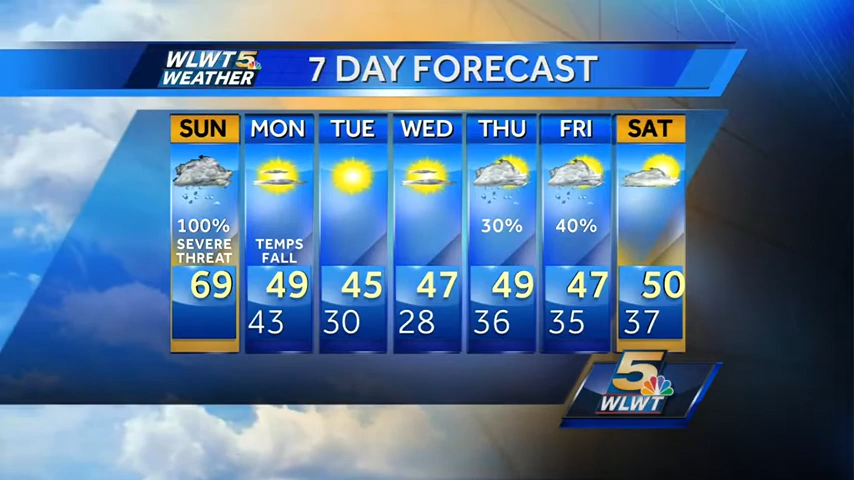 WLWT 5
WEATHER
7 DAY FORECAST
SUN MON TUE WED THU FRI SAT
100% 30% 40%
SEVERE THREAT
TEMPS FALL
69 49 45 47 49 47 50
43 30 28 36 35 37
5
WLWT